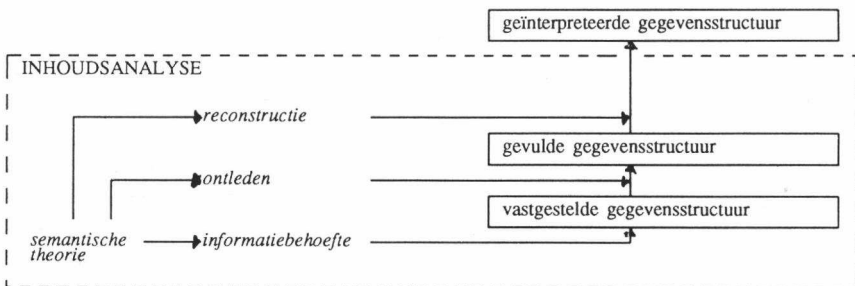 geïnterpreteerde gegevensstructuur
INHOUDSANALYSE
reconstructie
gevulde gegevensstructuur
ontleden
vastgestelde gegevensstructuur
semantische
theorie
informatiebehoefte